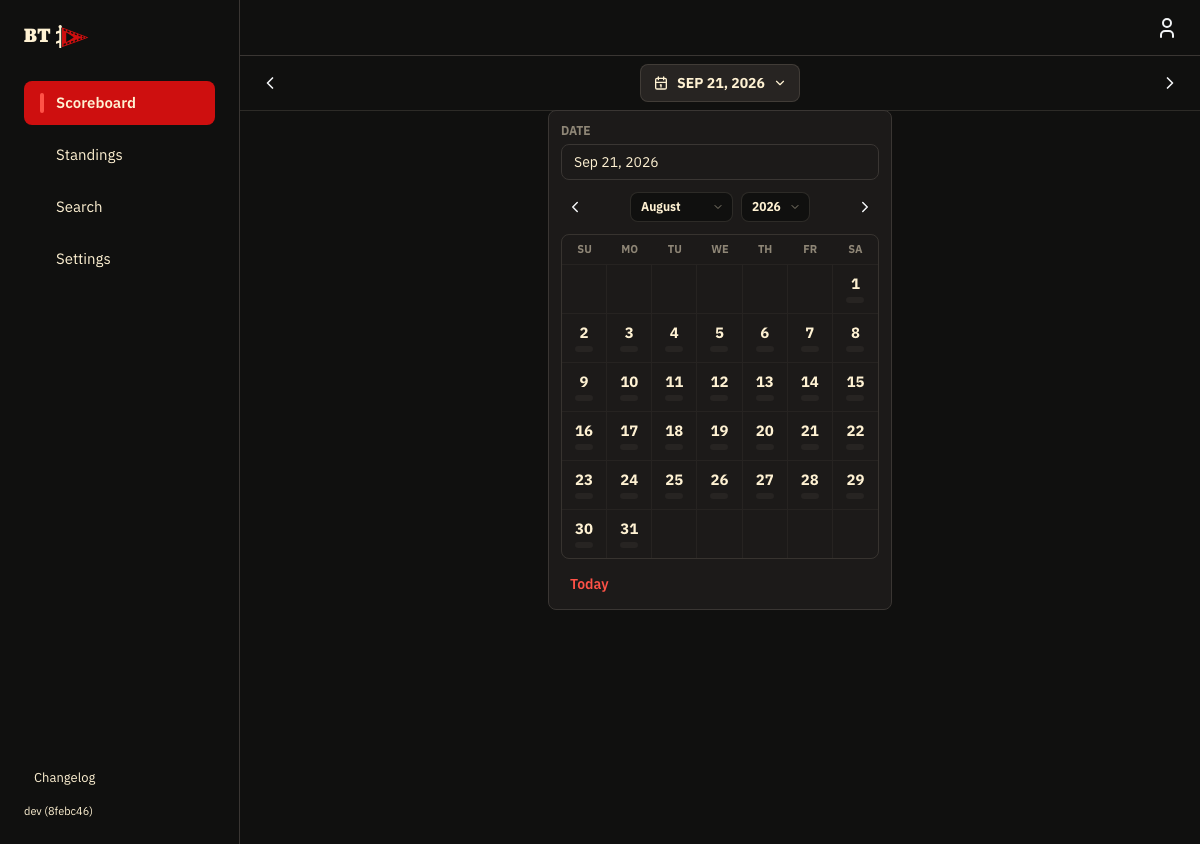 BT
Scoreboard
Standings
Search
Settings
Changelog
dev (8febc46)
SEP 21, 2026
DATE
Sep 21, 2026
August 2026
SU MO TU WE TH FR SA
1
2 3 4 5 6 7 8
9 10 11 12 13 14 15
16 17 18 19 20 21 22
23 24 25 26 27 28 29
30 31
Today